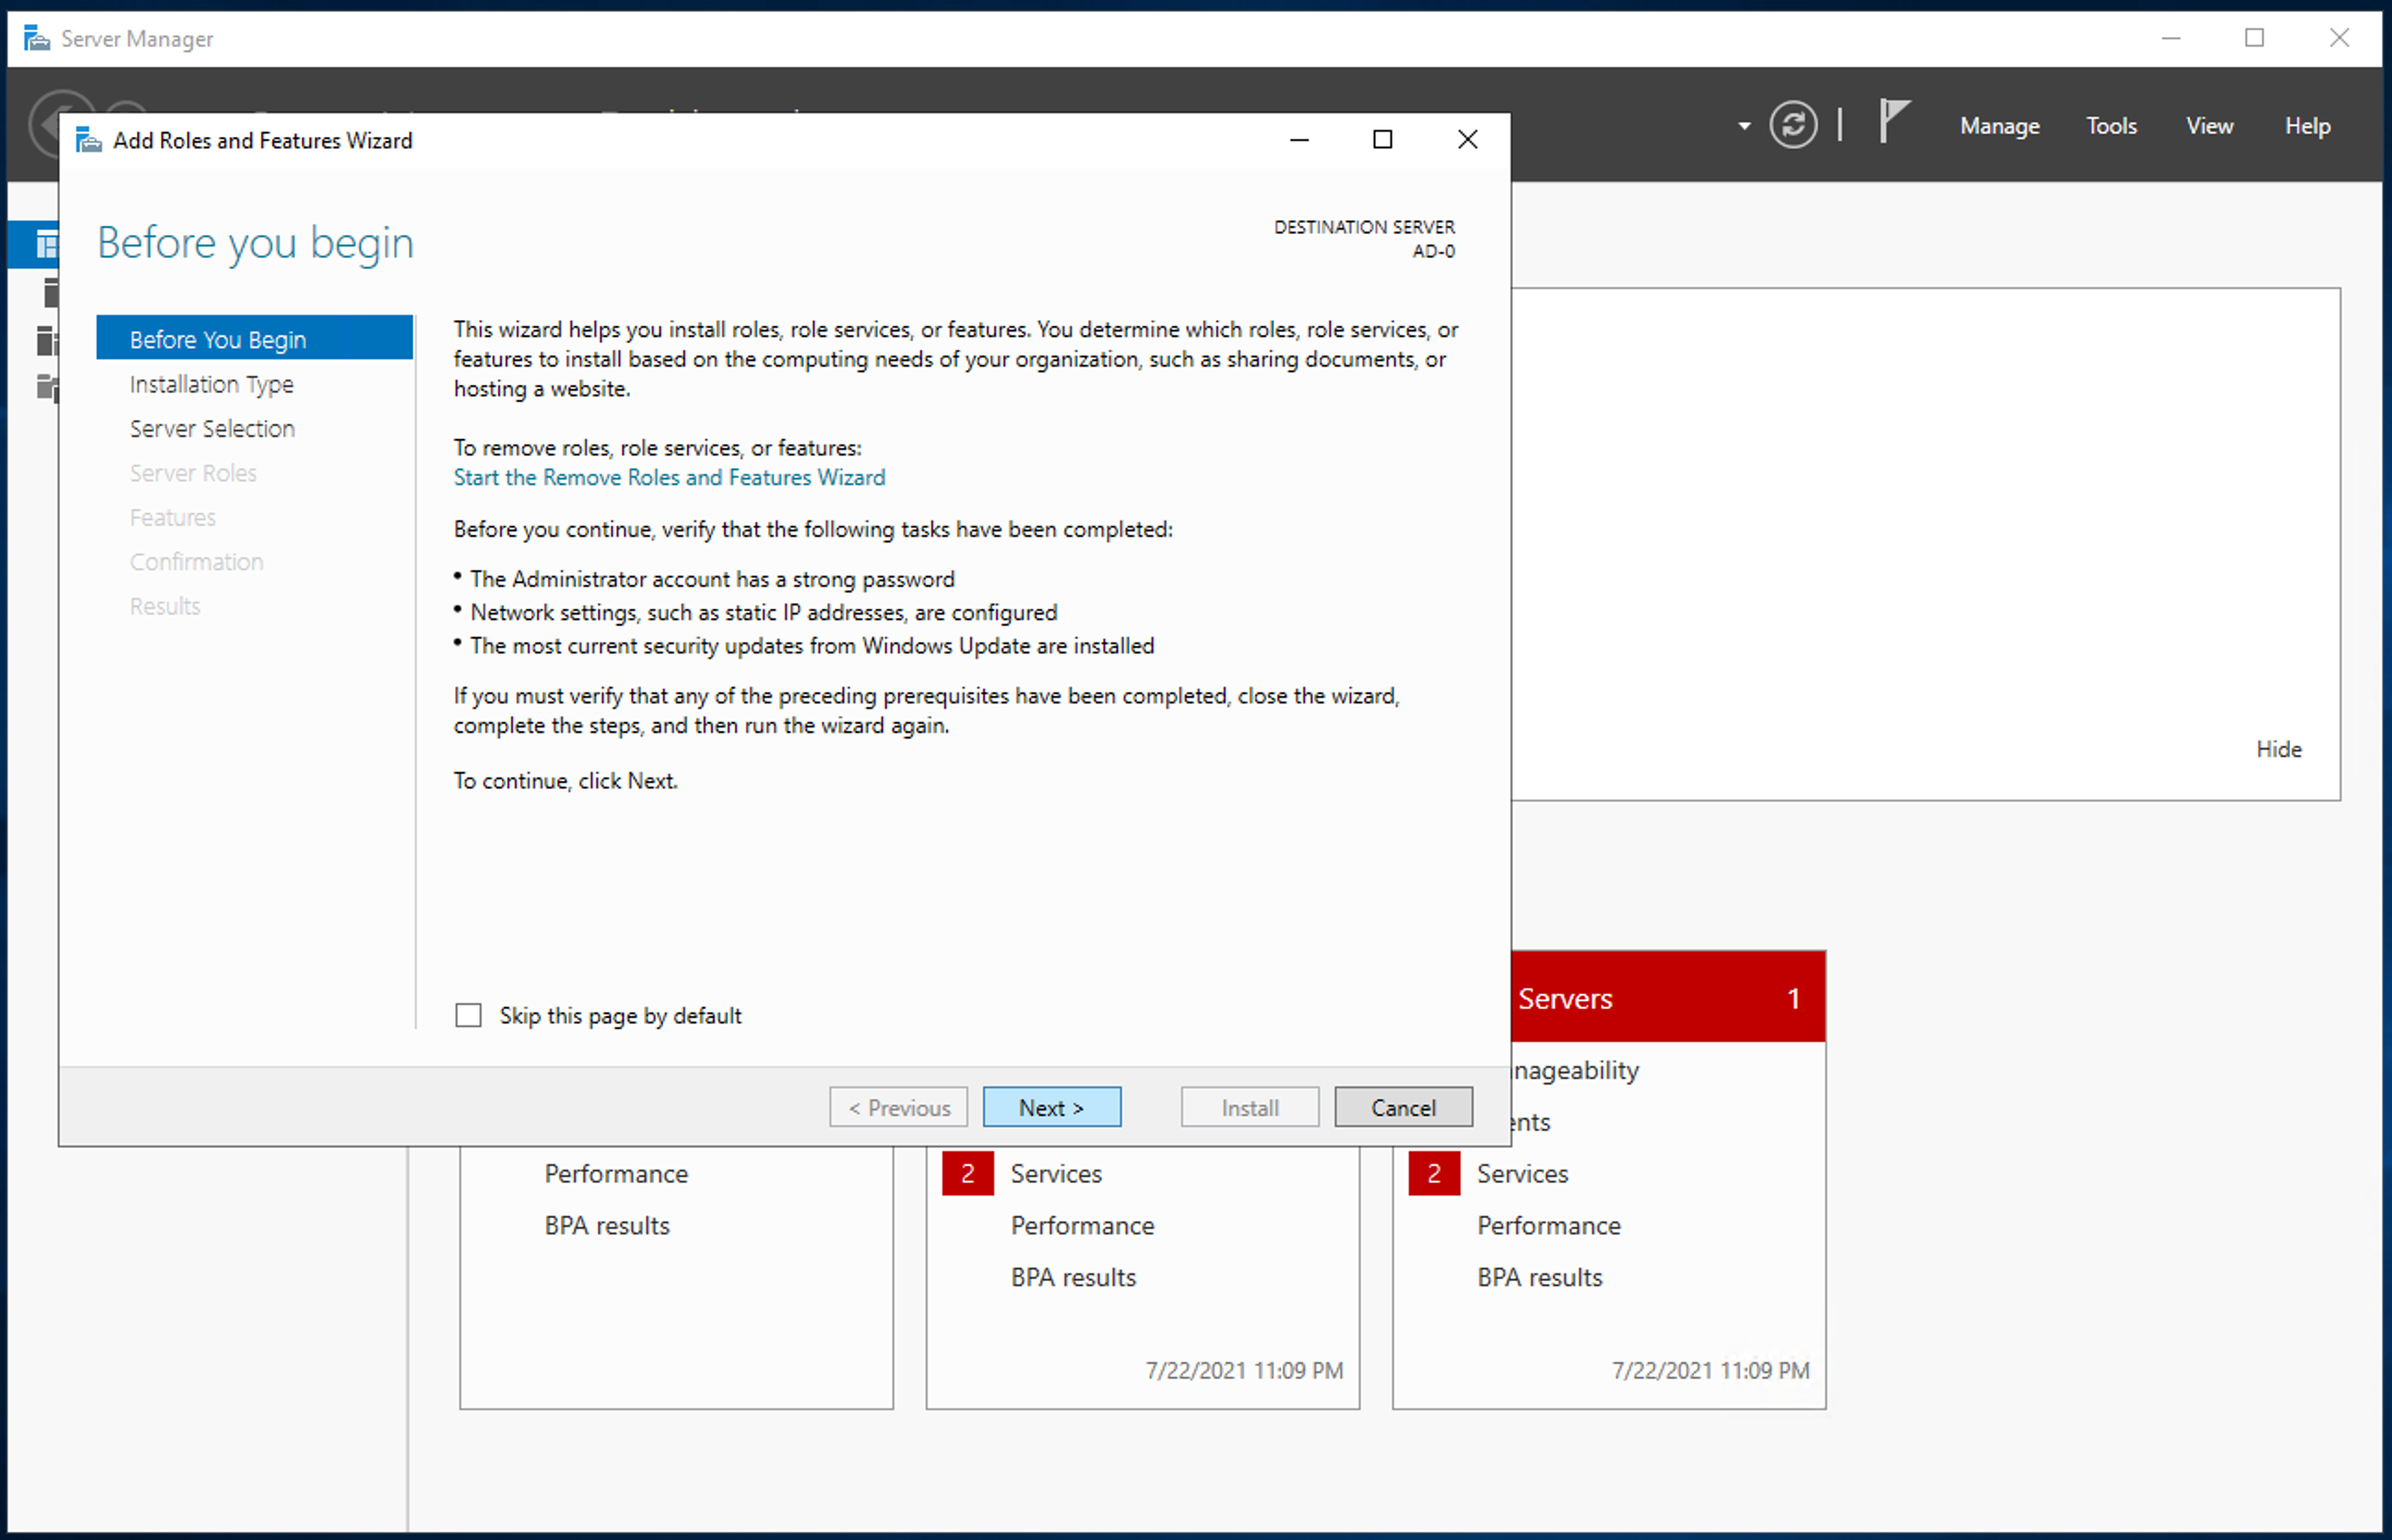 Server Manager
Manage Tools View Help
Add Roles and Features Wizard
Before you begin
DESTINATION SERVER
AD-0
Before You Begin
Installation Type
Server Selection
Server Roles
Features
Confirmation
Results
This wizard helps you install roles, role services, or features. You determine which roles, role services, or
features to install based on the computing needs of your organization, such as sharing documents, or
hosting a website.
To remove roles, role services, or features:
Start the Remove Roles and Features Wizard
Before you continue, verify that the following tasks have been completed:
• The Administrator account has a strong password
• Network settings, such as static IP addresses, are configured
• The most current security updates from Windows Update are installed
If you must verify that any of the preceding prerequisites have been completed, close the wizard,
complete the steps, and then run the wizard again.
To continue, click Next.
Skip this page by default
< Previous Next > Install Cancel
Hide
Servers 1
nageability
ents
Performance
BPA results
2 Services
Performance
BPA results
7/22/2021 11:09 PM
2 Services
Performance
BPA results
7/22/2021 11:09 PM